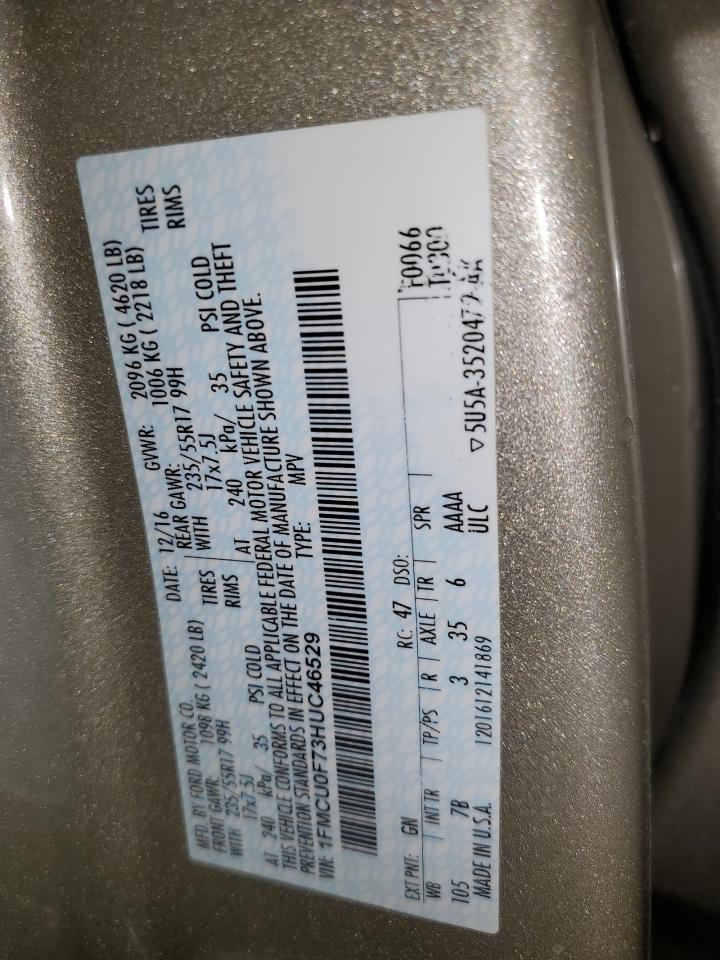 MFD. BY FORD MOTOR CO.
DATE: 12/16 GVWR: 2096 KG ( 4620 LB)
FRONT GAWR: 1098 KG ( 2420 LB) REAR GAWR: 1006 KG ( 2218 LB)
WITH 235/55R17 99H TIRES WITH 235/55R17 99H TIRES
17x7.5J RIMS 17x7.5J RIMS
AT 240 kPa/ 35 PSI COLD AT 240 kPa/ 35 PSI COLD
THIS VEHICLE CONFORMS TO ALL APPLICABLE FEDERAL MOTOR VEHICLE SAFETY AND THEFT
PREVENTION STANDARDS IN EFFECT ON THE DATE OF MANUFACTURE SHOWN ABOVE.
VIN: 1FMCU0F73HUC46529 TYPE: MPV
EXT PNT: GN RC: 47 DSO: F0066
WB INT TR TP/PS R AXLE TR SPR
105 7B 3 35 6 AAAA
ULC
MADE IN U.S.A. 1201612141869